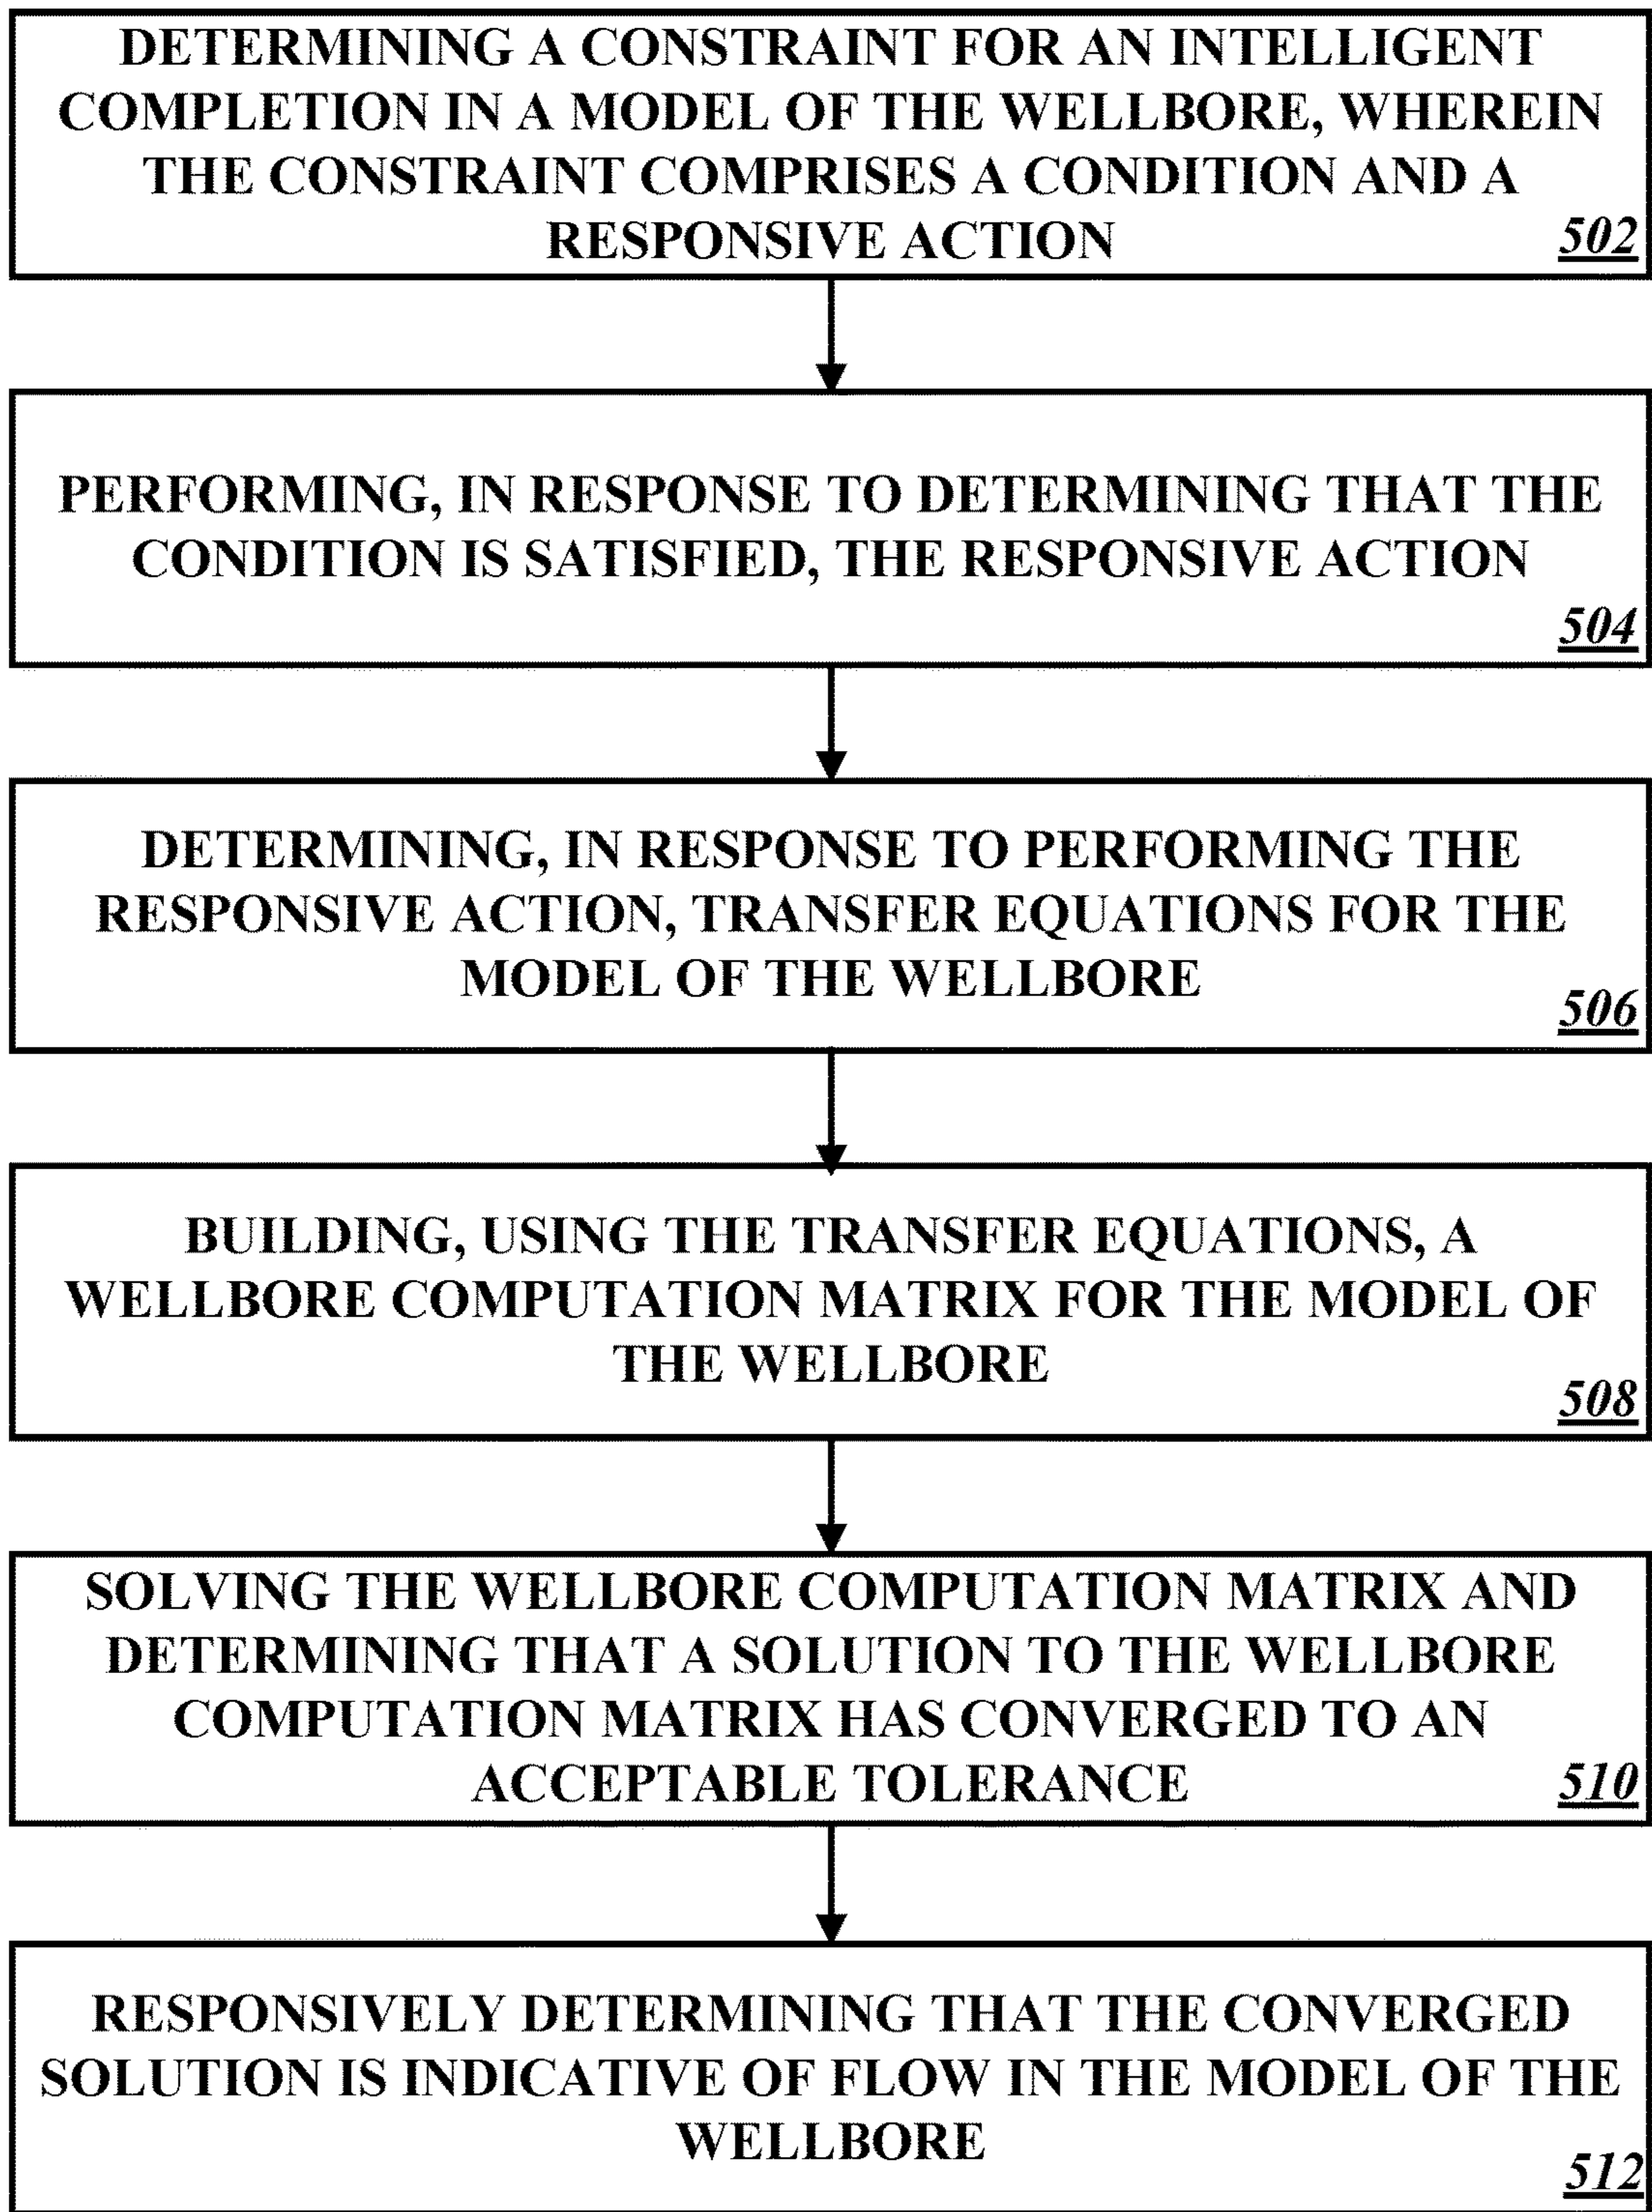 DETERMINING A CONSTRAINT FOR AN INTELLIGENT
COMPLETION IN A MODEL OF THE WELLBORE, WHEREIN
THE CONSTRAINT COMPRISES A CONDITION AND A
RESPONSIVE ACTION
502
PERFORMING, IN RESPONSE TO DETERMINING THAT THE
CONDITION IS SATISFIED, THE RESPONSIVE ACTION
504
DETERMINING, IN RESPONSE TO PERFORMING THE
RESPONSIVE ACTION, TRANSFER EQUATIONS FOR THE
MODEL OF THE WELLBORE
506
BUILDING, USING THE TRANSFER EQUATIONS, A
WELLBORE COMPUTATION MATRIX FOR THE MODEL OF
THE WELLBORE
508
SOLVING THE WELLBORE COMPUTATION MATRIX AND
DETERMINING THAT A SOLUTION TO THE WELLBORE
COMPUTATION MATRIX HAS CONVERGED TO AN
ACCEPTABLE TOLERANCE
510
RESPONSIVELY DETERMINING THAT THE CONVERGED
SOLUTION IS INDICATIVE OF FLOW IN THE MODEL OF THE
WELLBORE
512